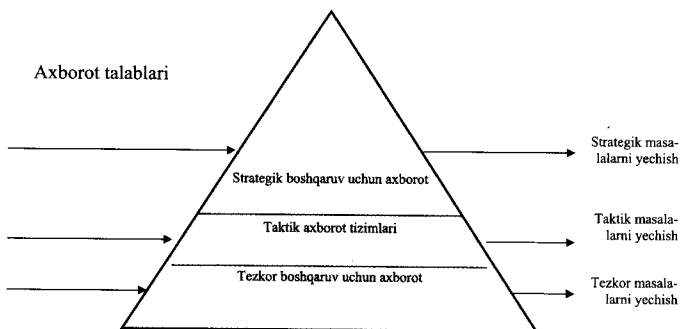 Axborot talablari
Strategik masa-
lalarni yechish
Strategik boshqaruv uchun axborot
Taktik axborot tizimlari
Taktik masala-
larni yechish
Tezkor boshqaruv uchun axborot
Tezkor masala-
larni yechish